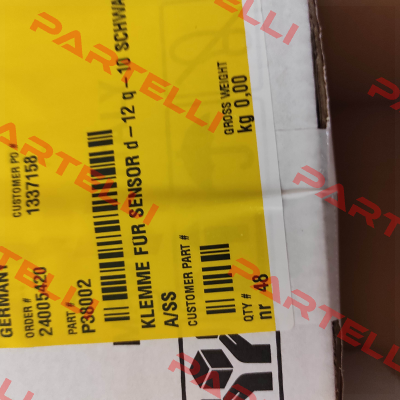 GERMANY
ORDER #
24005420
CUSTOMER PO #
1337158
PART
P38002
KLEMME FÜR SENSOR d-12 q-10 SCHWA
A/SS
CUSTOMER PART #
GROSS WEIGHT
kg 0,00
QTY #
nr 48
PARTELLI
PARTELLI
PARTELLI
PARTELLI
PARTELLI